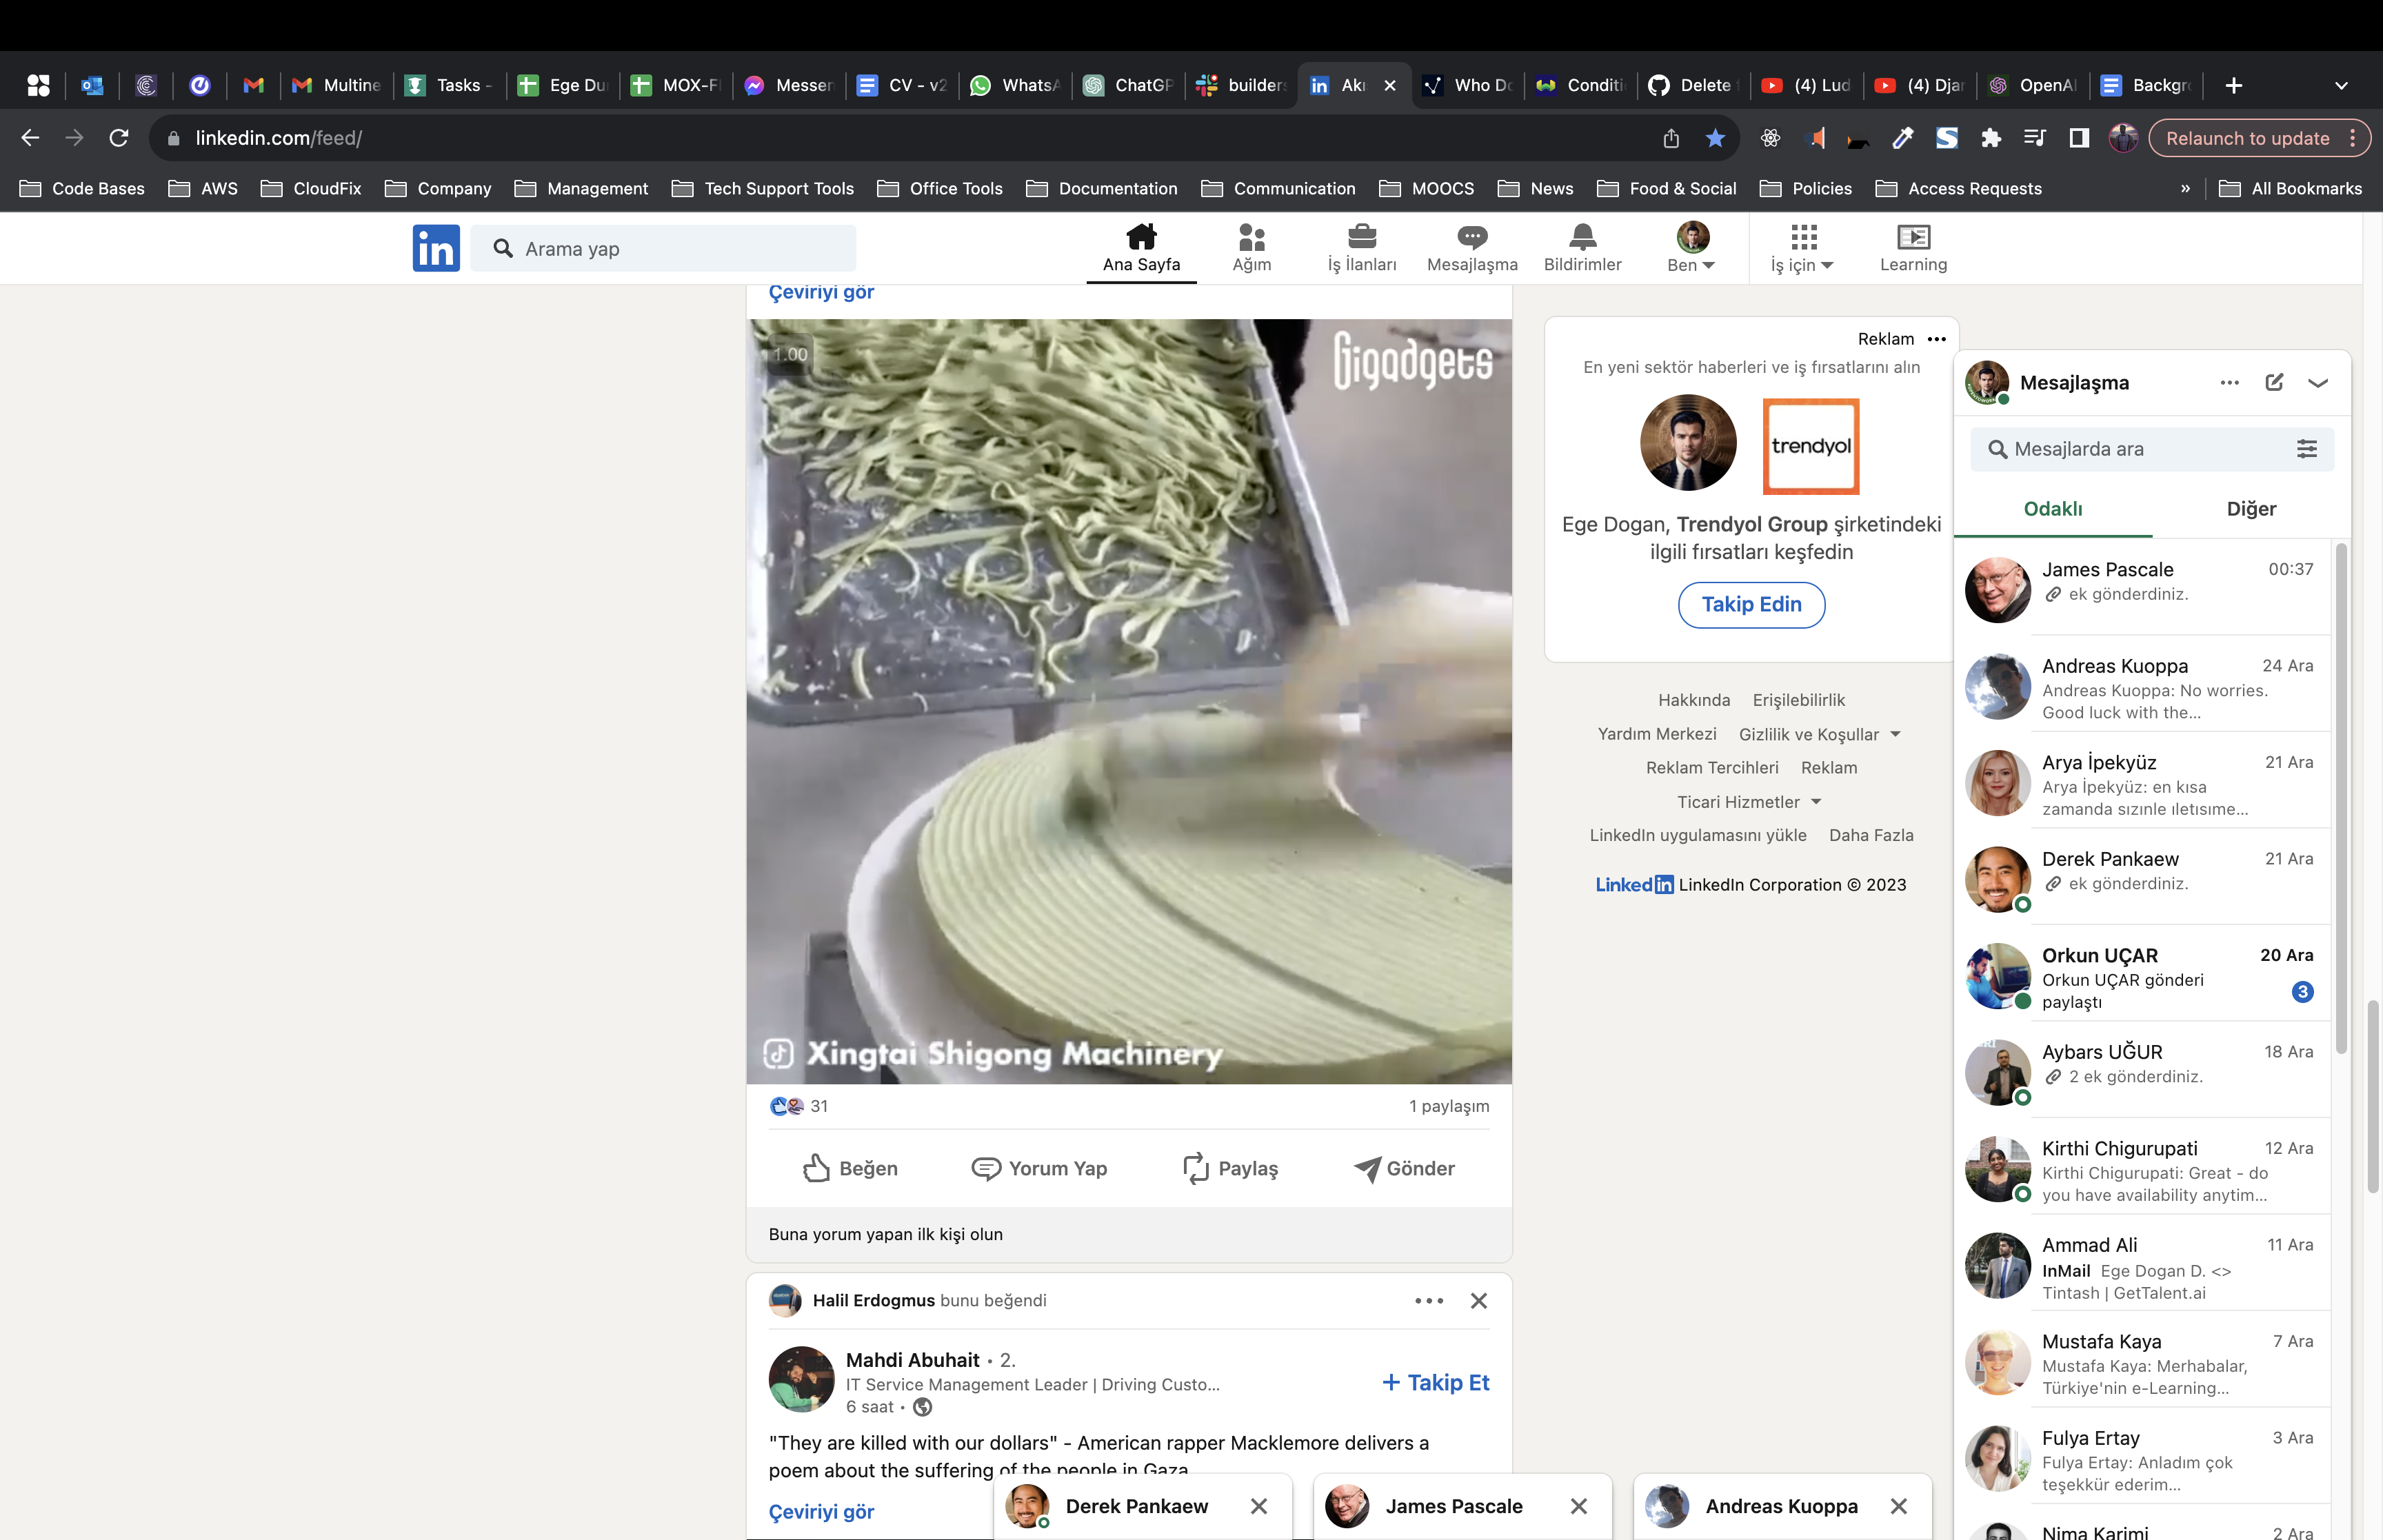 Multine
Tasks -
Ege Du
MOX-F
Messen
CV - v2
WhatsA
ChatGP
builders
Akı
Who Do
Conditi
Delete
(4) Lud
(4) Djan
OpenAI
Backgro
linkedin.com/feed/
Relaunch to update
Code Bases
AWS
CloudFix
Company
Management
Tech Support Tools
Office Tools
Documentation
Communication
MOOCS
News
Food & Social
Policies
Access Requests
»
All Bookmarks
in
Arama yap
Ana Sayfa
Ağım
İş İlanları
Mesajlaşma
Bildirimler
Ben
İş için
Learning
Çeviriyi gör
1.00
Gigadgets
Xingtai Shigong Machinery
31
1 paylaşım
Beğen
Yorum Yap
Paylaş
Gönder
Buna yorum yapan ilk kişi olun
Halil Erdogmus bunu beğendi
Mahdi Abuhait • 2.
IT Service Management Leader | Driving Custo...
6 saat •
+ Takip Et
"They are killed with our dollars" - American rapper Macklemore delivers a
poem about the suffering of the people in Gaza
Çeviriyi gör
Reklam
En yeni sektör haberleri ve iş fırsatlarını alın
trendyol
Ege Dogan, Trendyol Group şirketindeki
ilgili fırsatları keşfedin
Takip Edin
Hakkında
Erişilebilirlik
Yardım Merkezi
Gizlilik ve Koşullar
Reklam Tercihleri
Reklam
Ticari Hizmetler
LinkedIn uygulamasını yükle
Daha Fazla
LinkedIn LinkedIn Corporation © 2023
Mesajlaşma
Mesajlarda ara
Odaklı
Diğer
James Pascale 00:37
ek gönderdiniz.
Andreas Kuoppa 24 Ara
Andreas Kuoppa: No worries.
Good luck with the...
Arya İpekyüz 21 Ara
Arya İpekyüz: en kısa
zamanda sızınle ıletısıme...
Derek Pankaew 21 Ara
ek gönderdiniz.
Orkun UÇAR 20 Ara
Orkun UÇAR gönderi
paylaştı
3
Aybars UĞUR 18 Ara
2 ek gönderdiniz.
Kirthi Chigurupati 12 Ara
Kirthi Chigurupati: Great - do
you have availability anytim...
Ammad Ali 11 Ara
InMail Ege Dogan D. <>
Tintash | GetTalent.ai
Mustafa Kaya 7 Ara
Mustafa Kaya: Merhabalar,
Türkiye'nin e-Learning...
Fulya Ertay 3 Ara
Fulya Ertay: Anladım çok
teşekkür ederim...
Nima Karimi 2 Ara
Derek Pankaew
James Pascale
Andreas Kuoppa